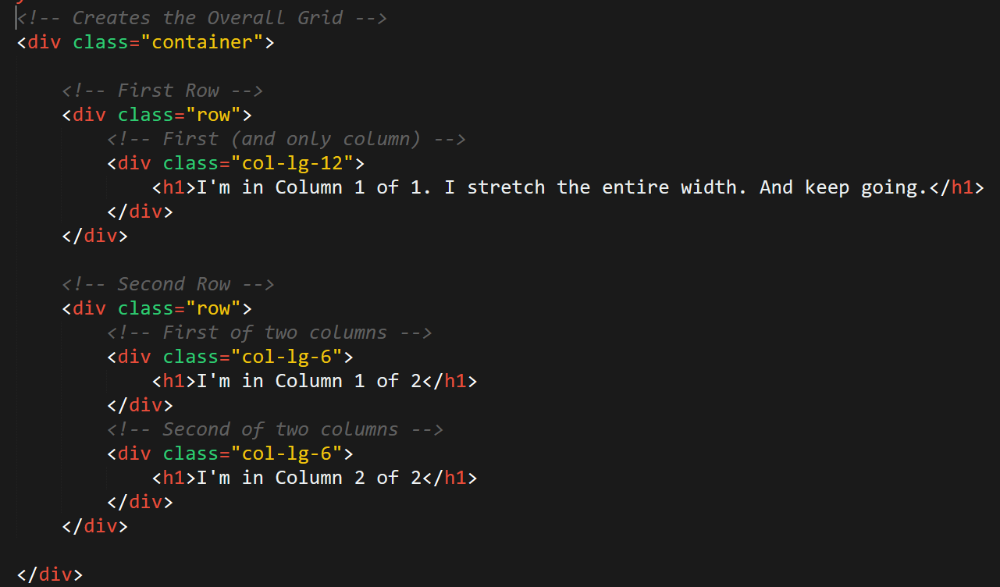 <!-- Creates the Overall Grid -->
<div class="container">
<!-- First Row -->
<div class="row">
<!-- First (and only column) -->
<div class="col-lg-12">
<h1>I'm in Column 1 of 1. I stretch the entire width. And keep going.</h1>
</div>
</div>
<!-- Second Row -->
<div class="row">
<!-- First of two columns -->
<div class="col-lg-6">
<h1>I'm in Column 1 of 2</h1>
</div>
<!-- Second of two columns -->
<div class="col-lg-6">
<h1>I'm in Column 2 of 2</h1>
</div>
</div>
</div>